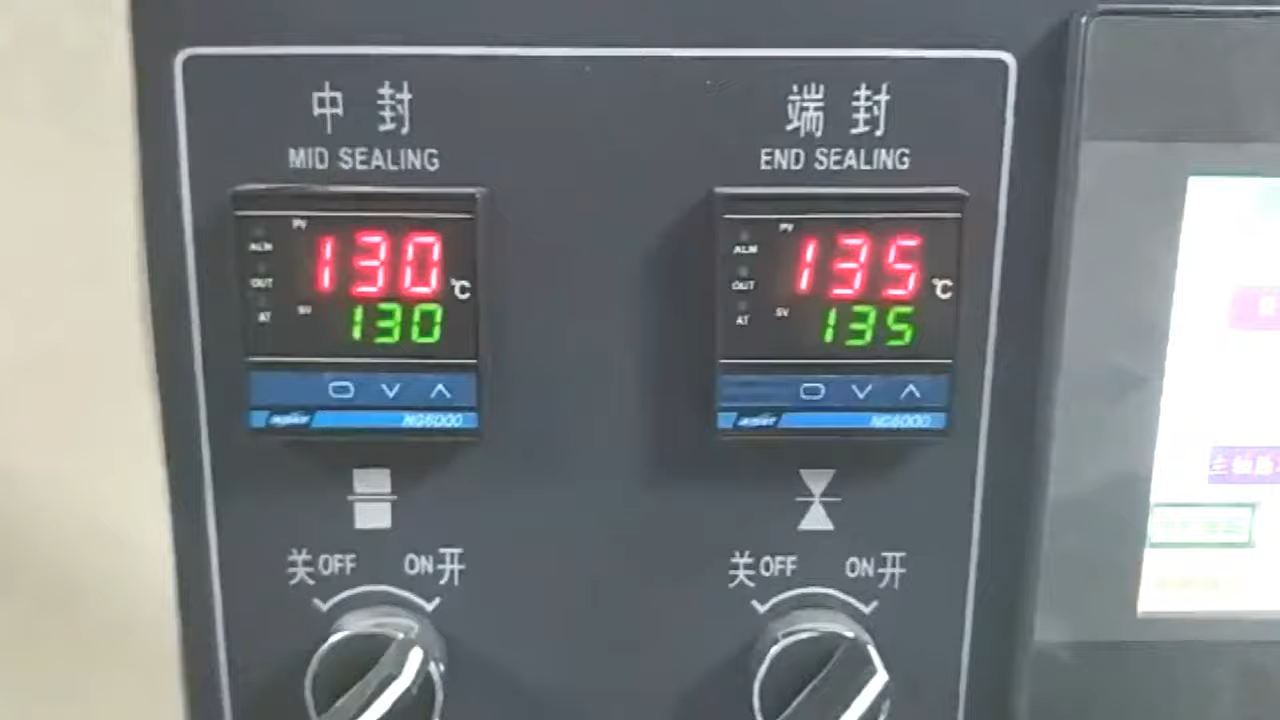 中封
MID SEALING
PV
ALM
130
℃
OUT
SV
130
AT
NG6000
关OFF ON开
端封
END SEALING
PV
ALM
135
℃
OUT
SV
135
AT
NG6000
关OFF ON开